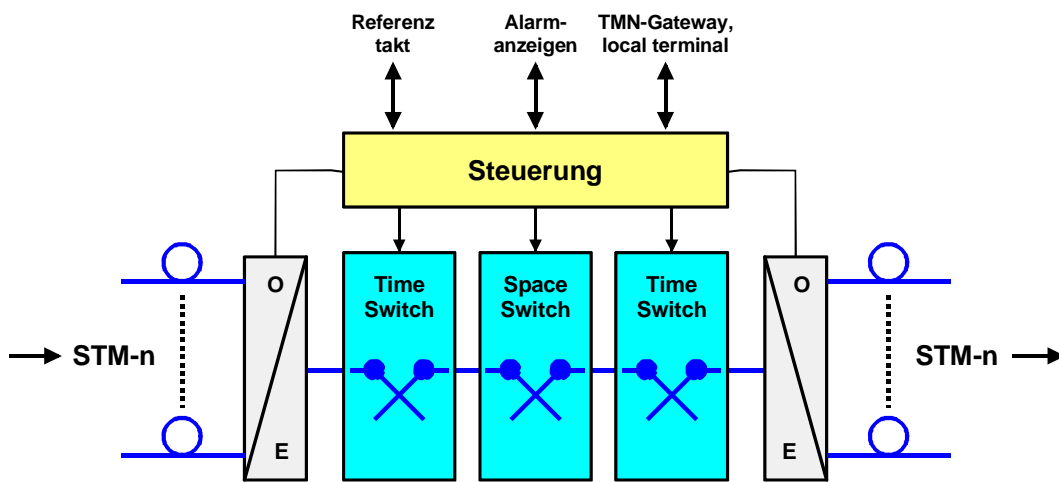 Referenz
takt
Alarm-
anzeigen
TMN-Gateway,
local terminal
Steuerung
O
E
Time
Switch
Space
Switch
Time
Switch
O
E
STM-n
STM-n